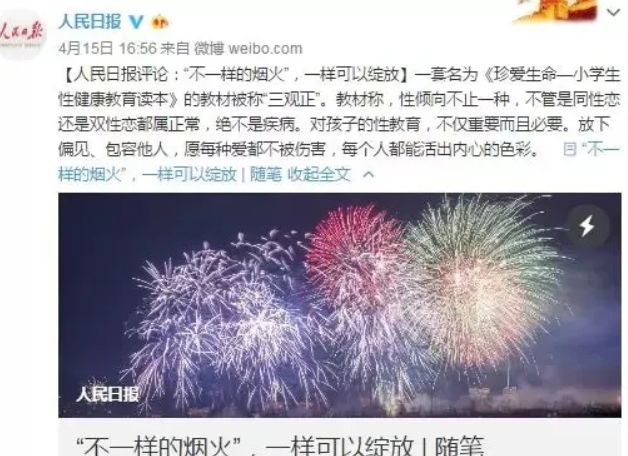 人民日报
人民日报
4月15日 16:56 来自 微博 weibo.com
【人民日报评论：“不一样的烟火”，一样可以绽放】一套名为《珍爱生命—小学生
性健康教育读本》的教材被称“三观正”。教材称，性倾向不止一种，不管是同性恋
还是双性恋都属正常，绝不是疾病。对孩子的性教育，不仅重要而且必要。放下
偏见、包容他人，愿每种爱都不被伤害，每个人都能活出内心的色彩。 “不一
样的烟火”，一样可以绽放 | 随笔 收起全文
人民日报
“不一样的烟火”，一样可以绽放 | 随笔